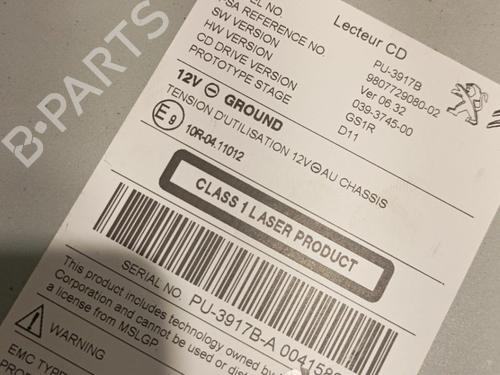 Lecteur CD
EL NO.
PU-3917B
PSA REFERENCE NO.
9807729080-02
SW VERSION
Ver 06.32
HW VERSION
039-3745-00
CD DRIVE VERSION
GS1R
PROTOTYPE STAGE
D11
12V ⊖ GROUND
TENSION D'UTILISATION 12V⊖AU CHASSIS
E9
10R-04.11012
CLASS 1 LASER PRODUCT
SERIAL NO.
PU-3917B-A 004158
This product includes technology owned by
Corporation and cannot be used or distri
a license from MSLGP
WARNING
EMC TYPE
B-PARTS